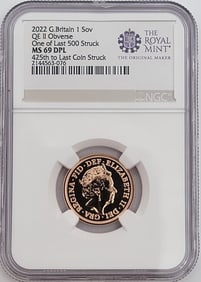 2022 G.Britain 1 Sov
QE II Obverse
One of Last 500 Struck
MS 69 DPL
425th to Last Coin Struck
2144563-076
THE
ROYAL
MINT®
THE ORIGINAL MAKER
NGC
ELIZABETH II · DEI · GRA · REGINA · FID · DEF ·